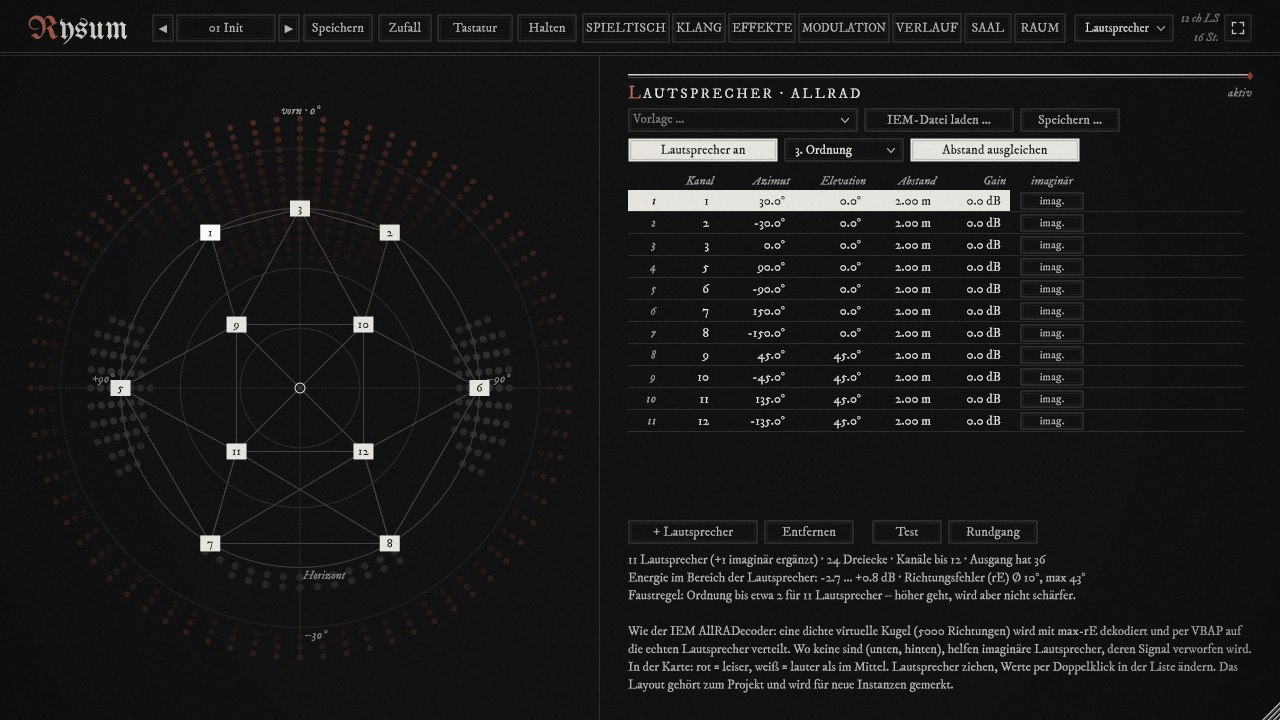 Rysum ◀ 01 Init ▶ Speichern Zufall Tastatur Halten SPIELTISCH KLANG EFFEKTE MODULATION VERLAUF SAAL RAUM Lautsprecher 12 ch LS
16 St.
vorn · 0°
3
1 2
9 10
+90° 5 6 -90°
11 12
7 8
Horizont
−30°
LAUTSPRECHER · ALLRAD aktiv
Vorlage ... IEM-Datei laden ... Speichern ...
Lautsprecher an 3. Ordnung Abstand ausgleichen
Kanal Azimut Elevation Abstand Gain imaginär
1 1 30.0° 0.0° 2.00 m 0.0 dB imag.
2 2 -30.0° 0.0° 2.00 m 0.0 dB imag.
3 3 0.0° 0.0° 2.00 m 0.0 dB imag.
4 5 90.0° 0.0° 2.00 m 0.0 dB imag.
5 6 -90.0° 0.0° 2.00 m 0.0 dB imag.
6 7 150.0° 0.0° 2.00 m 0.0 dB imag.
7 8 -150.0° 0.0° 2.00 m 0.0 dB imag.
8 9 45.0° 45.0° 2.00 m 0.0 dB imag.
9 10 -45.0° 45.0° 2.00 m 0.0 dB imag.
10 11 135.0° 45.0° 2.00 m 0.0 dB imag.
11 12 -135.0° 45.0° 2.00 m 0.0 dB imag.
+ Lautsprecher Entfernen Test Rundgang
11 Lautsprecher (+1 imaginär ergänzt) · 24 Dreiecke · Kanäle bis 12 · Ausgang hat 36
Energie im Bereich der Lautsprecher: -2.7 ... +0.8 dB · Richtungsfehler (rE) Ø 10°, max 43°
Faustregel: Ordnung bis etwa 2 für 11 Lautsprecher – höher geht, wird aber nicht schärfer.
Wie der IEM AllRADecoder: eine dichte virtuelle Kugel (5000 Richtungen) wird mit max-rE dekodiert und per VBAP auf
die echten Lautsprecher verteilt. Wo keine sind (unten, hinten), helfen imaginäre Lautsprecher, deren Signal verworfen wird.
In der Karte: rot = leiser, weiß = lauter als im Mittel. Lautsprecher ziehen, Werte per Doppelklick in der Liste ändern. Das
Layout gehört zum Projekt und wird für neue Instanzen gemerkt.